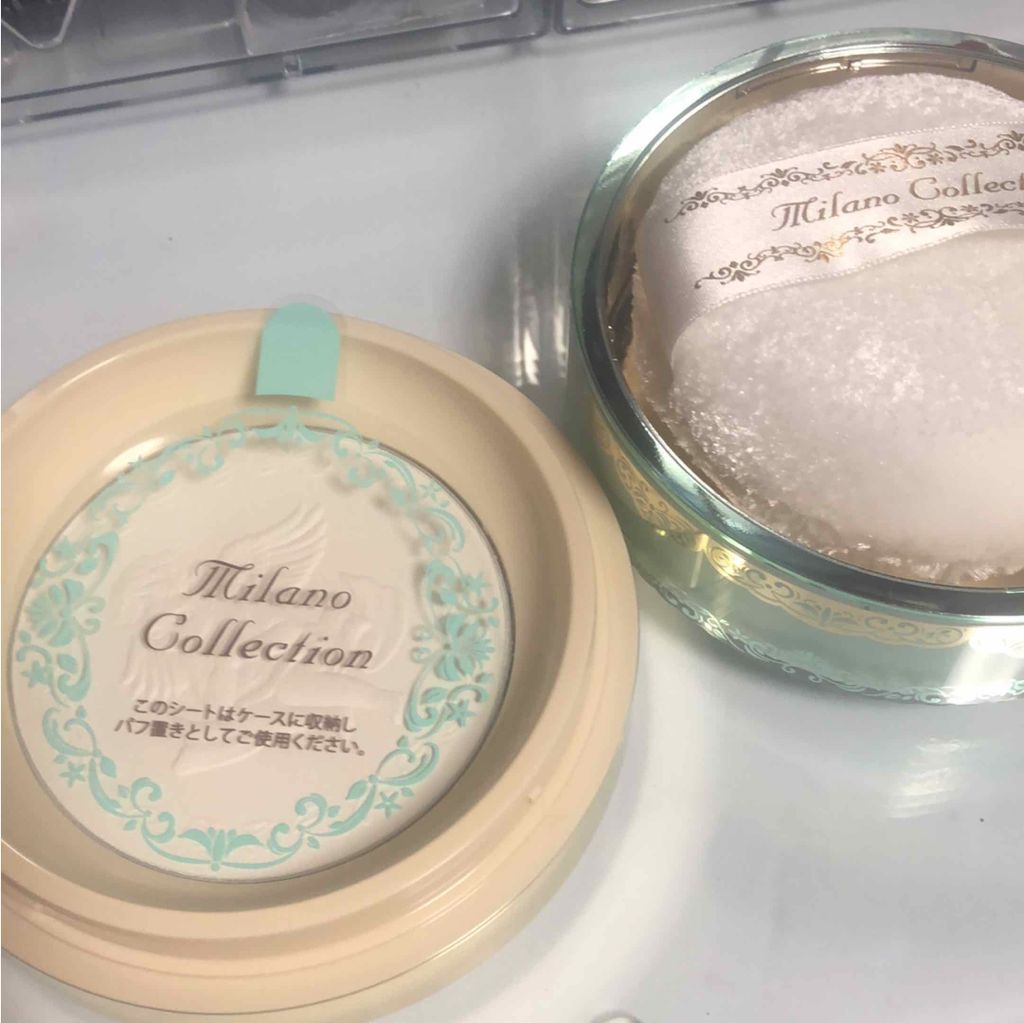 Milano Collect
Milano
Collection
このシートはケースに収納し
パフ置きとしてご使用ください。